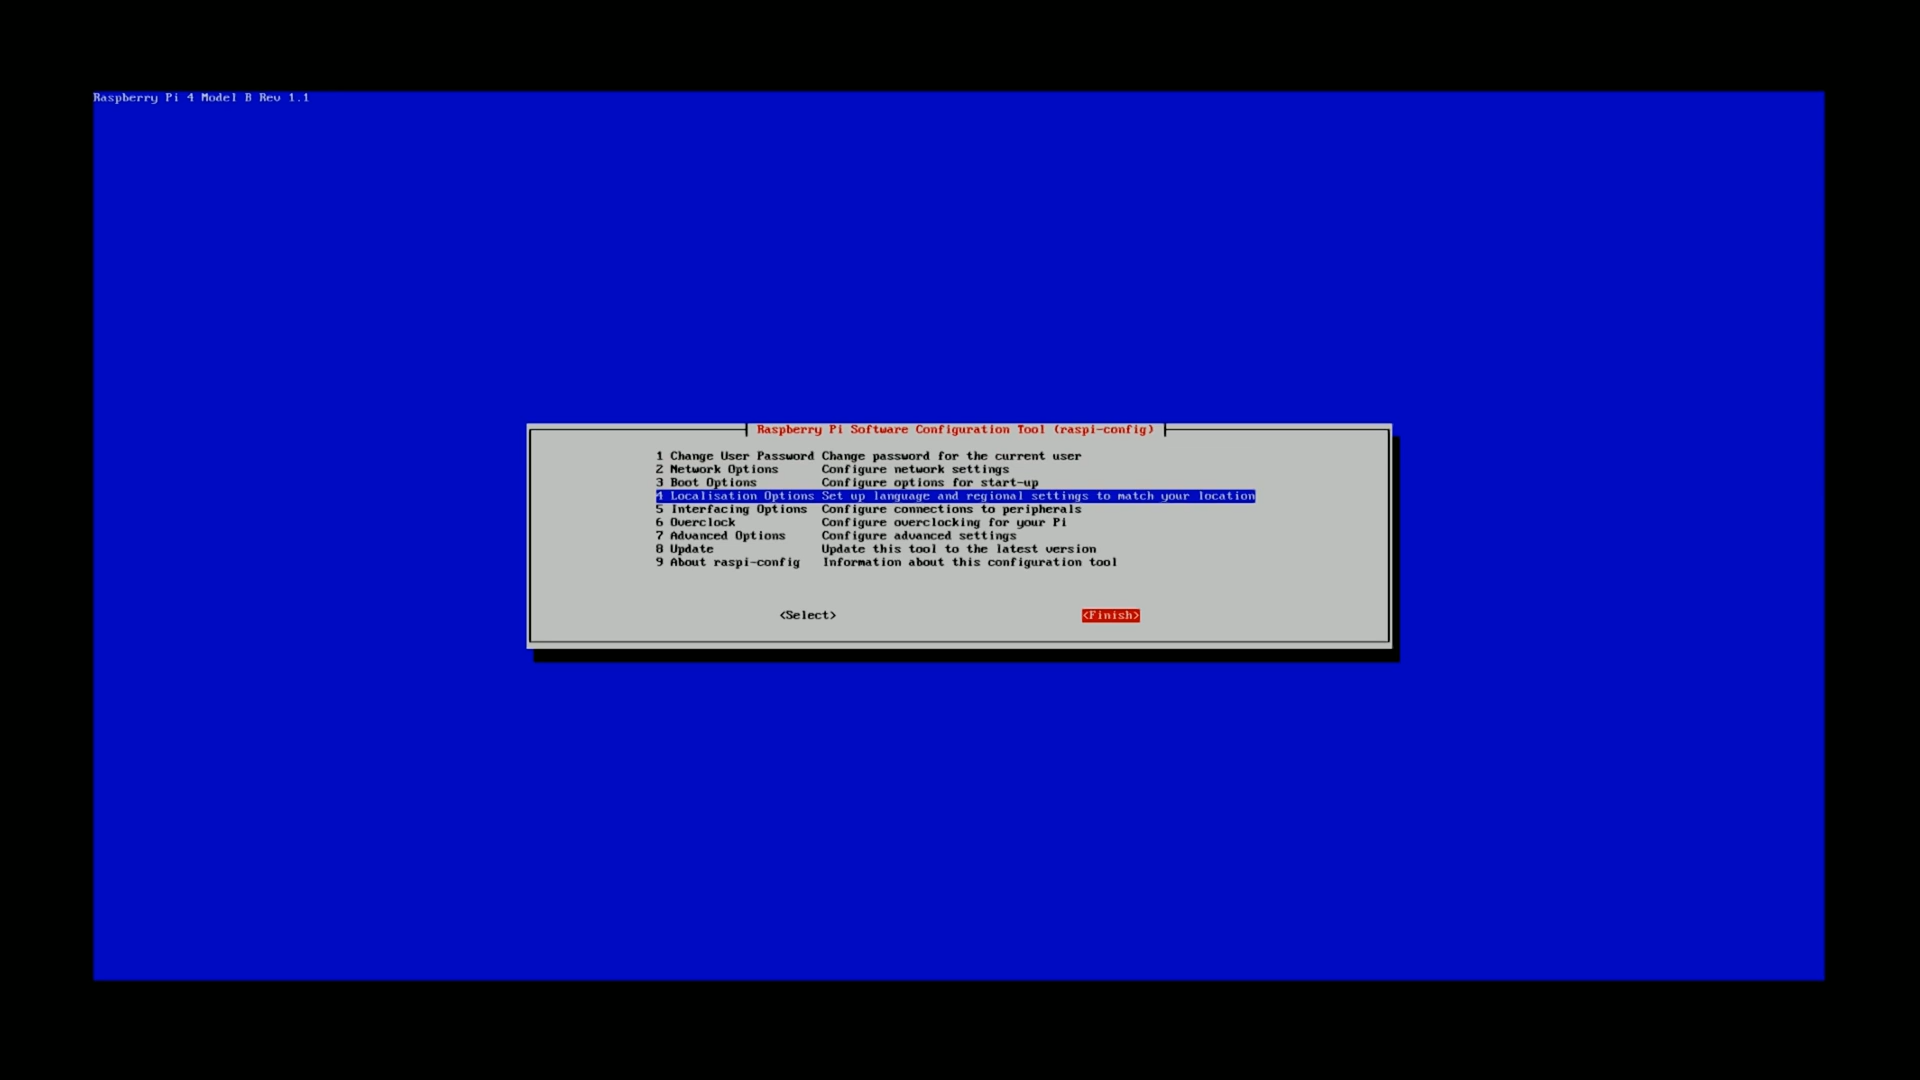 Raspberry Pi 4 Model B Rev 1.1
Raspberry Pi Software Configuration Tool (raspi-config)
1 Change User Password Change password for the current user
2 Network Options Configure network settings
3 Boot Options Configure options for start-up
4 Localisation Options Set up language and regional settings to match your location
5 Interfacing Options Configure connections to peripherals
6 Overclock Configure overclocking for your Pi
7 Advanced Options Configure advanced settings
8 Update Update this tool to the latest version
9 About raspi-config Information about this configuration tool
<Select> <Finish>